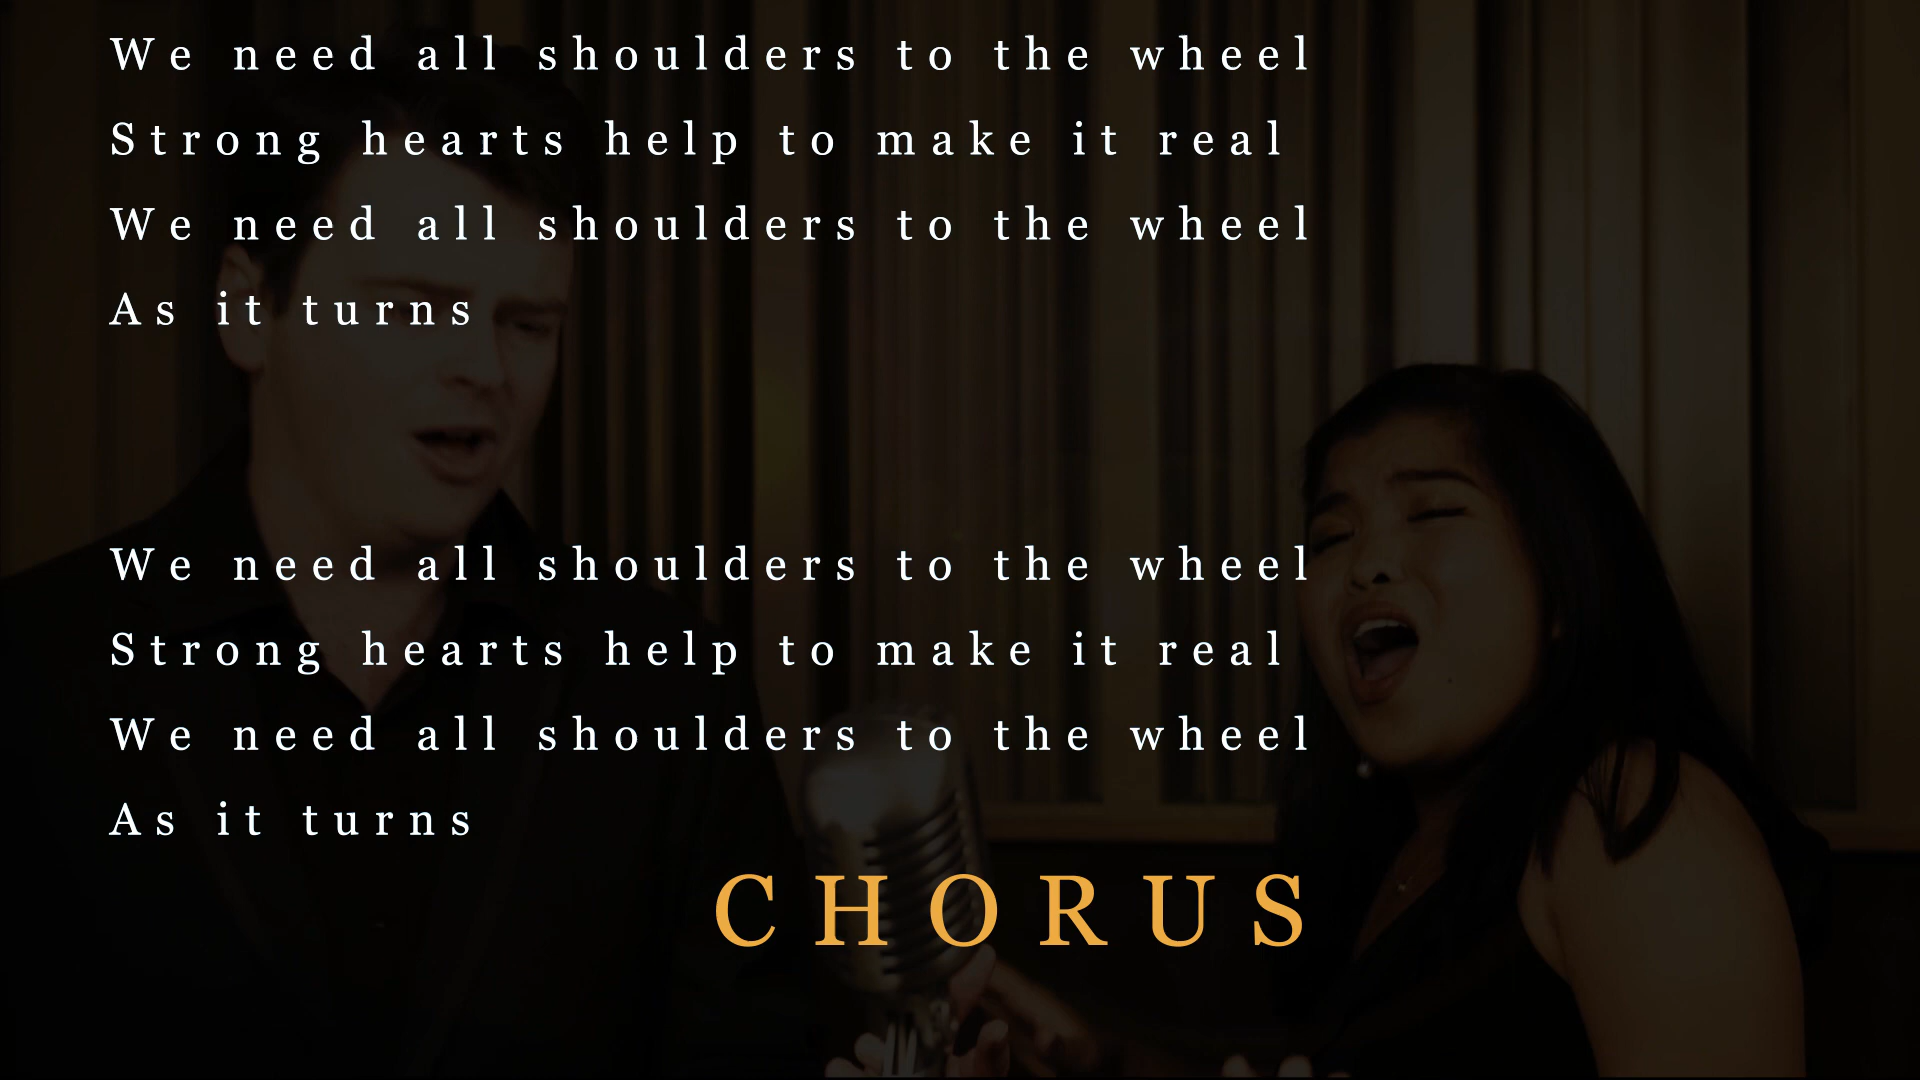 We need all shoulders to the wheel
Strong hearts help to make it real
We need all shoulders to the wheel
As it turns
We need all shoulders to the wheel
Strong hearts help to make it real
We need all shoulders to the wheel
As it turns
CHORUS